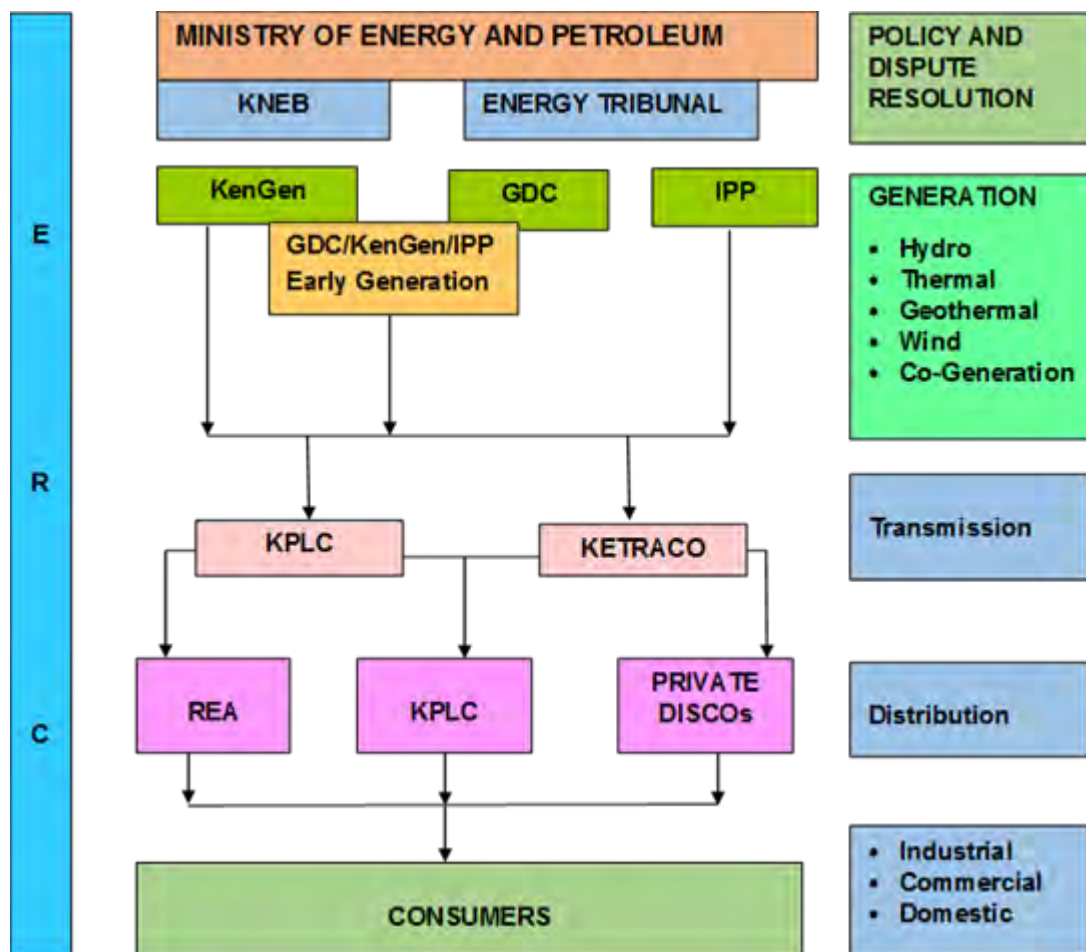 MINISTRY OF ENERGY AND PETROLEUM
KNEB
ENERGY TRIBUNAL
POLICY AND
DISPUTE
RESOLUTION
KenGen
GDC
IPP
GDC/KenGen/IPP
Early Generation
GENERATION
• Hydro
• Thermal
• Geothermal
• Wind
• Co-Generation
E
R
C
KPLC
KETRACO
Transmission
REA
KPLC
PRIVATE
DISCOs
Distribution
CONSUMERS
• Industrial
• Commercial
• Domestic